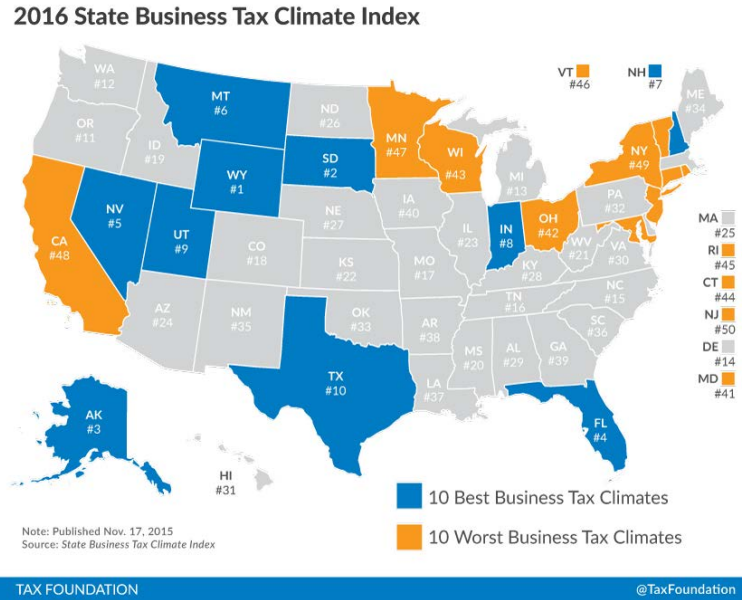 2016 State Business Tax Climate Index
WA
#12
MT
#6
ND
#26
MN
#47
VT
#46
NH
#7
ME
#34
OR
#11
ID
#19
SD
#2
WI
#43
NY
#49
WY
#1
MI
#13
NV
#5
UT
#9
NE
#27
IA
#40
PA
#32
CA
#48
CO
#18
KS
#22
MO
#17
IL
#23
IN
#8
OH
#42
WV
#21
VA
#30
KY
#28
MA
#25
RI
#45
CT
#44
NJ
#50
DE
#14
MD
#41
AZ
#24
NM
#35
OK
#33
AR
#38
TN
#16
NC
#15
SC
#36
MS
#20
AL
#29
GA
#39
TX
#10
LA
#37
FL
#4
AK
#3
HI
#31
10 Best Business Tax Climates
10 Worst Business Tax Climates
Note: Published Nov. 17, 2015
Source: State Business Tax Climate Index
TAX FOUNDATION
@TaxFoundation